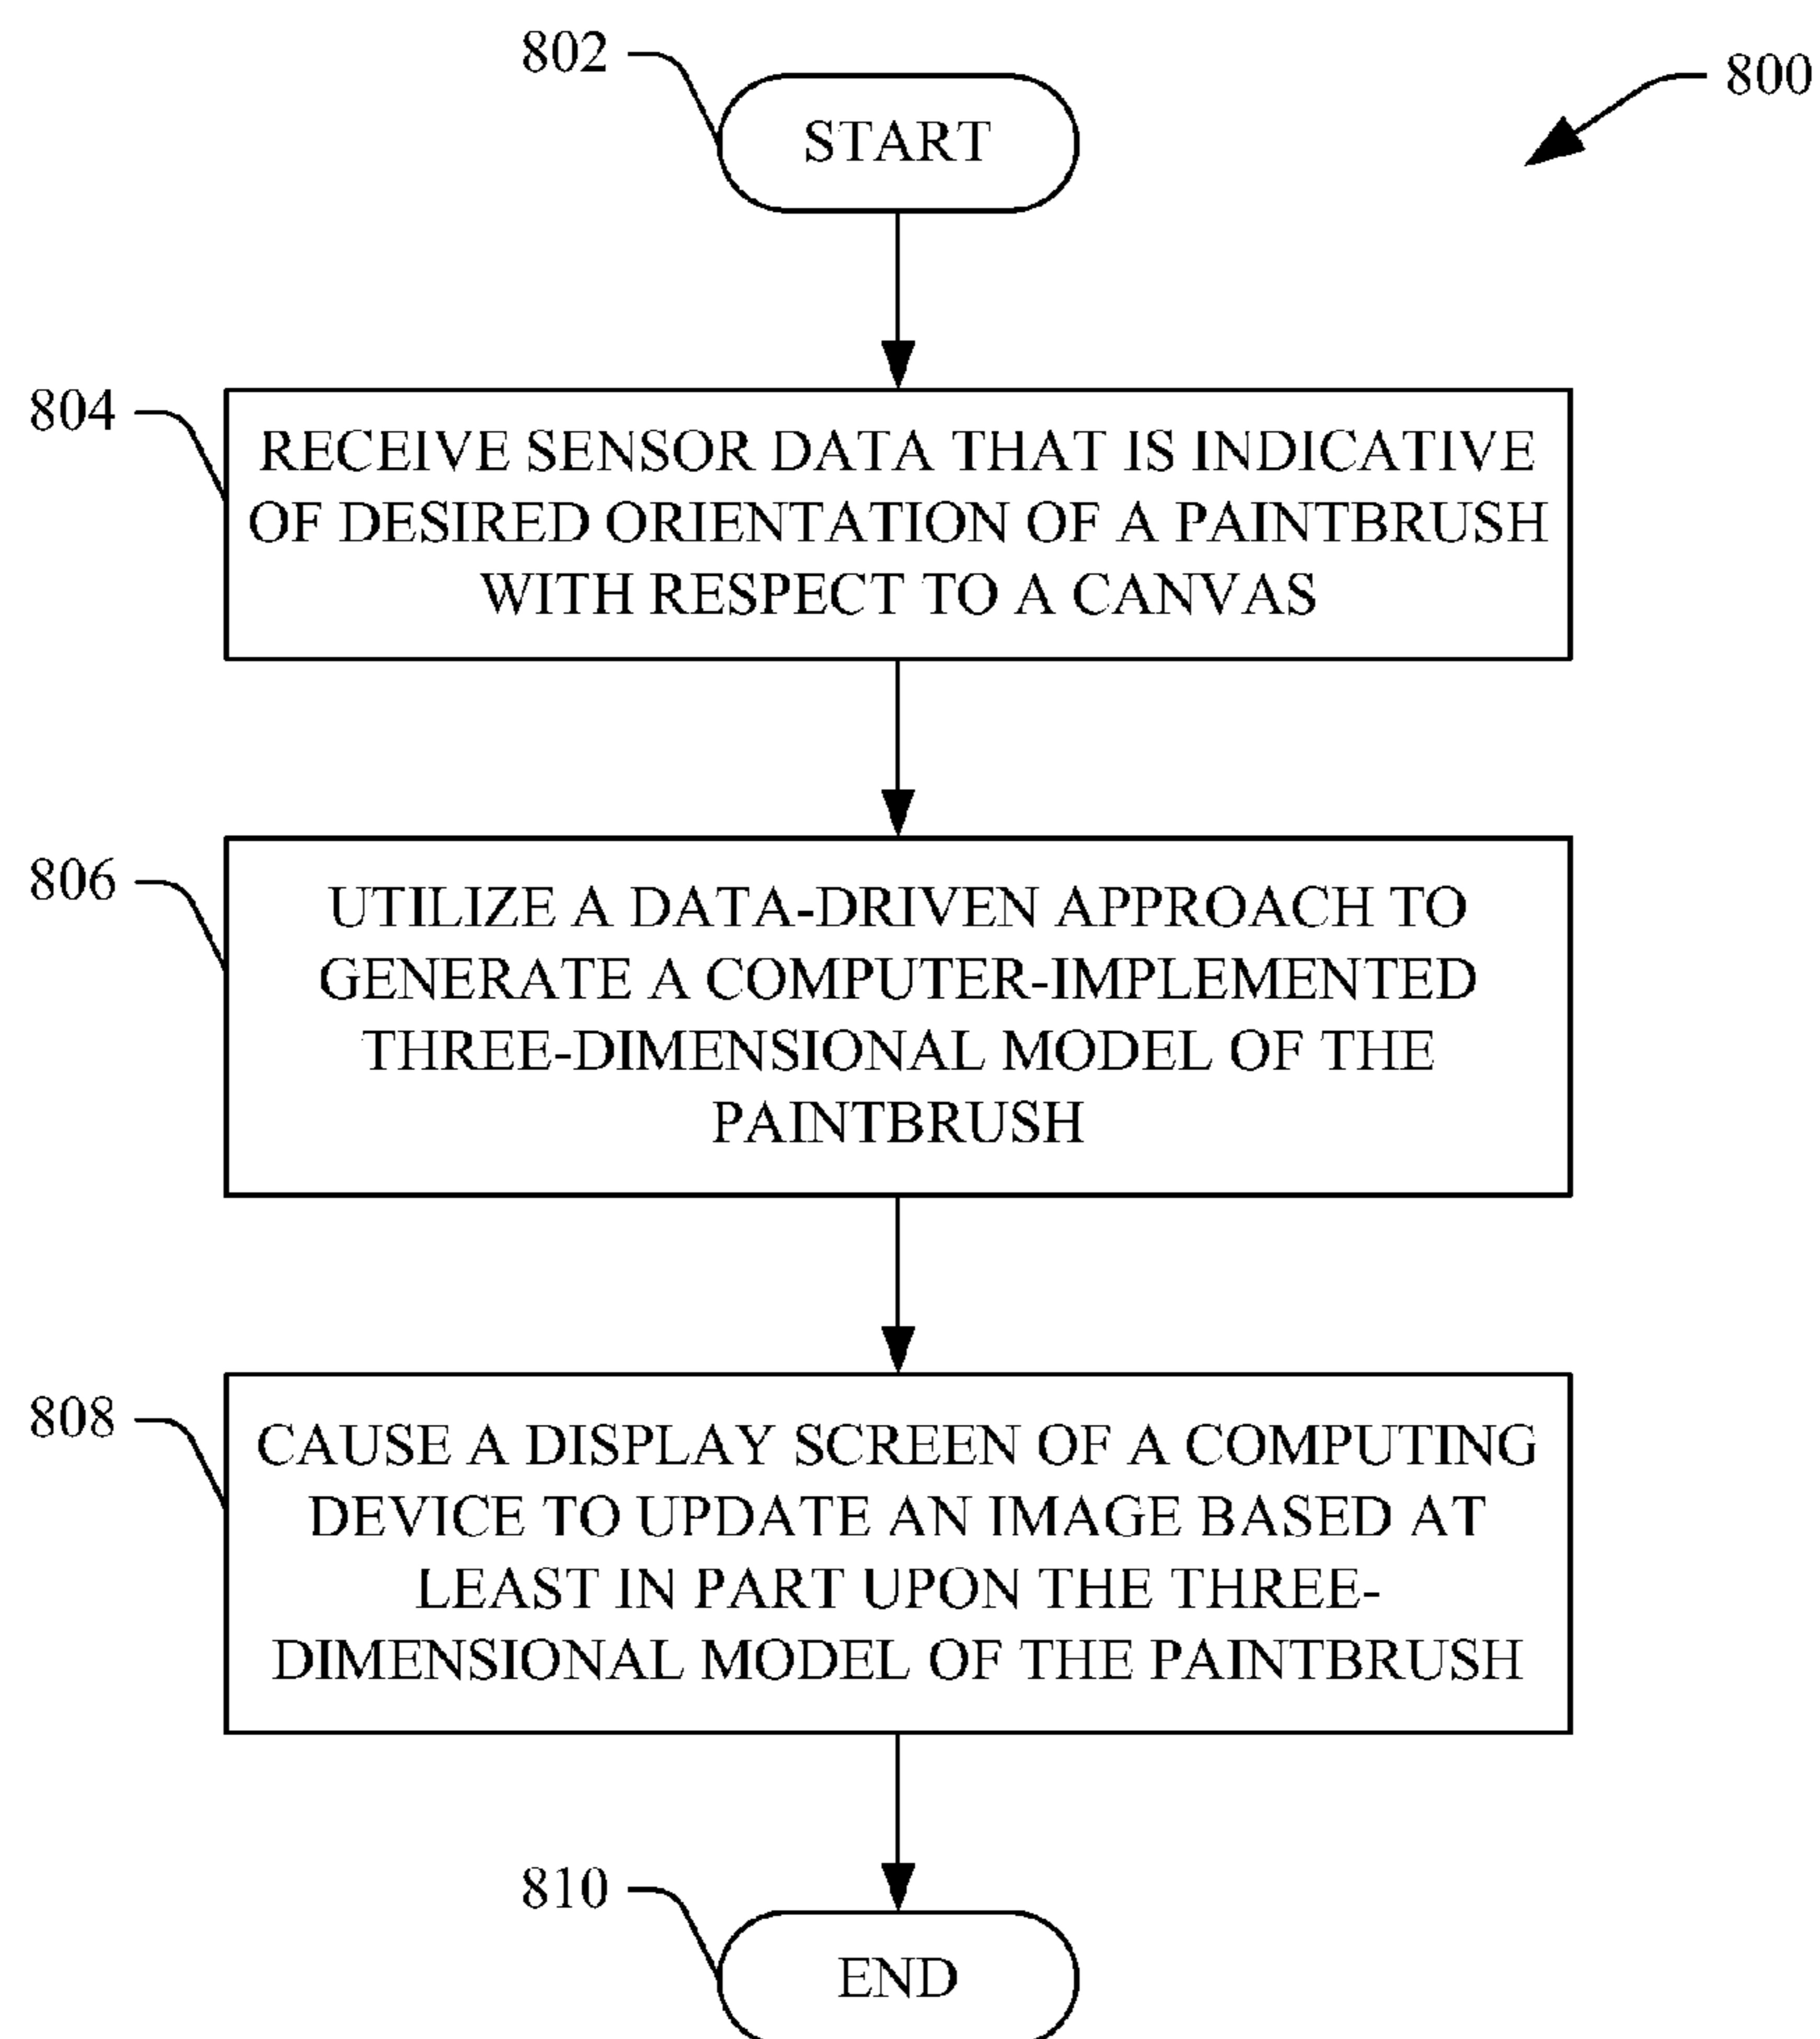 802
800
START
804
RECEIVE SENSOR DATA THAT IS INDICATIVE
OF DESIRED ORIENTATION OF A PAINTBRUSH
WITH RESPECT TO A CANVAS
806
UTILIZE A DATA-DRIVEN APPROACH TO
GENERATE A COMPUTER-IMPLEMENTED
THREE-DIMENSIONAL MODEL OF THE
PAINTBRUSH
808
CAUSE A DISPLAY SCREEN OF A COMPUTING
DEVICE TO UPDATE AN IMAGE BASED AT
LEAST IN PART UPON THE THREE-
DIMENSIONAL MODEL OF THE PAINTBRUSH
810
END